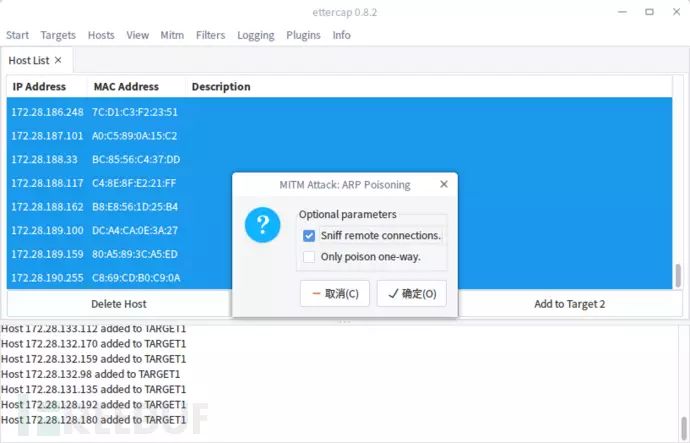 ettercap 0.8.2
Start Targets Hosts View Mitm Filters Logging Plugins Info
Host List ×
IP Address MAC Address Description
172.28.186.248 7C:D1:C3:F2:23:51
172.28.187.101 A0:C5:89:0A:15:C2
172.28.188.33 BC:85:56:C4:37:DD
172.28.188.117 C4:8E:8F:E2:21:FF
172.28.188.162 B8:E8:56:1D:25:B4
172.28.189.100 DC:A4:CA:0E:3A:27
172.28.189.159 80:A5:89:3C:A5:ED
172.28.190.255 C8:69:CD:B0:C9:0A
MITM Attack: ARP Poisoning
?
Optional parameters
Sniff remote connections.
Only poison one-way.
取消(C) 确定(O)
Delete Host Add to Target 2
Host 172.28.133.112 added to TARGET1
Host 172.28.132.170 added to TARGET1
Host 172.28.132.159 added to TARGET1
Host 172.28.132.98 added to TARGET1
Host 172.28.131.135 added to TARGET1
Host 172.28.128.192 added to TARGET1
Host 172.28.128.180 added to TARGET1
FREEBUF